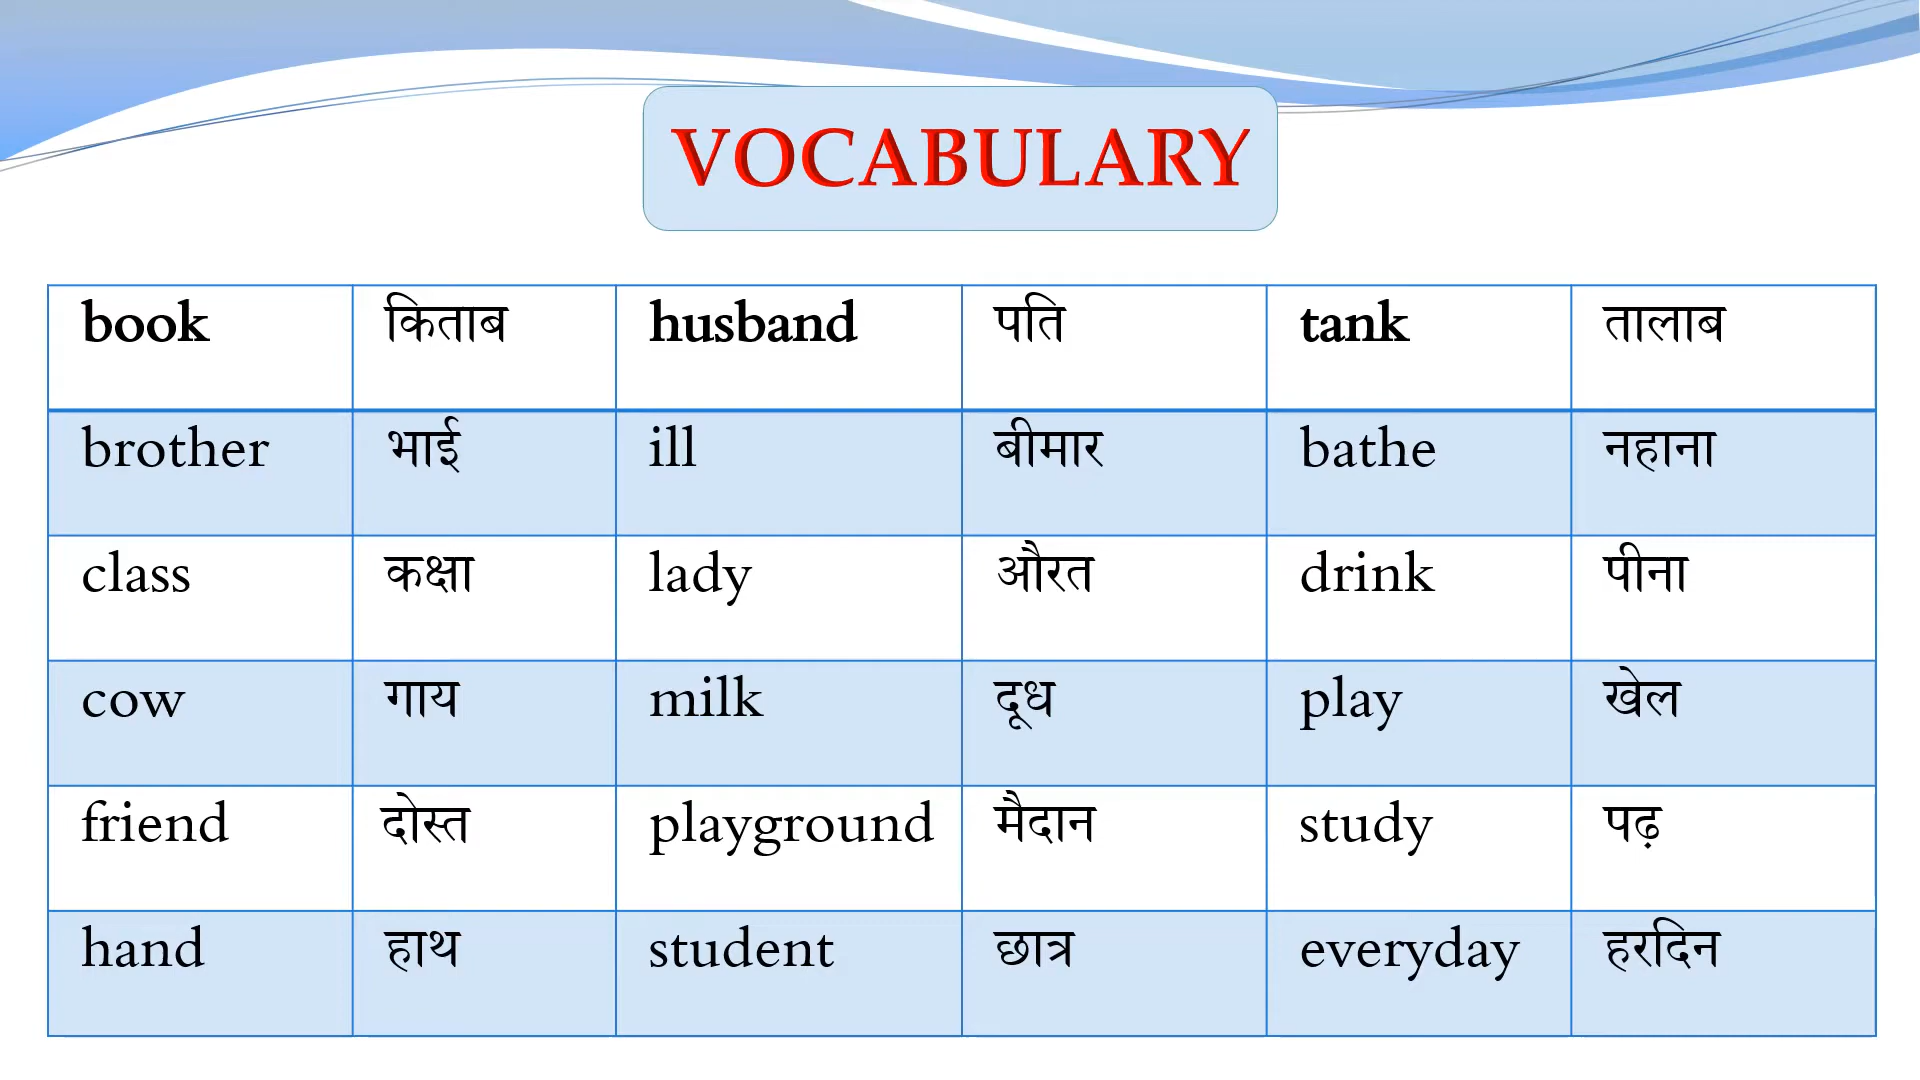 VOCABULARY
book किताब husband पति tank तालाब
brother भाई ill बीमार bathe नहाना
class कक्षा lady औरत drink पीना
cow गाय milk दूध play खेल
friend दोस्त playground मैदान study पढ़
hand हाथ student छात्र everyday हरदिन